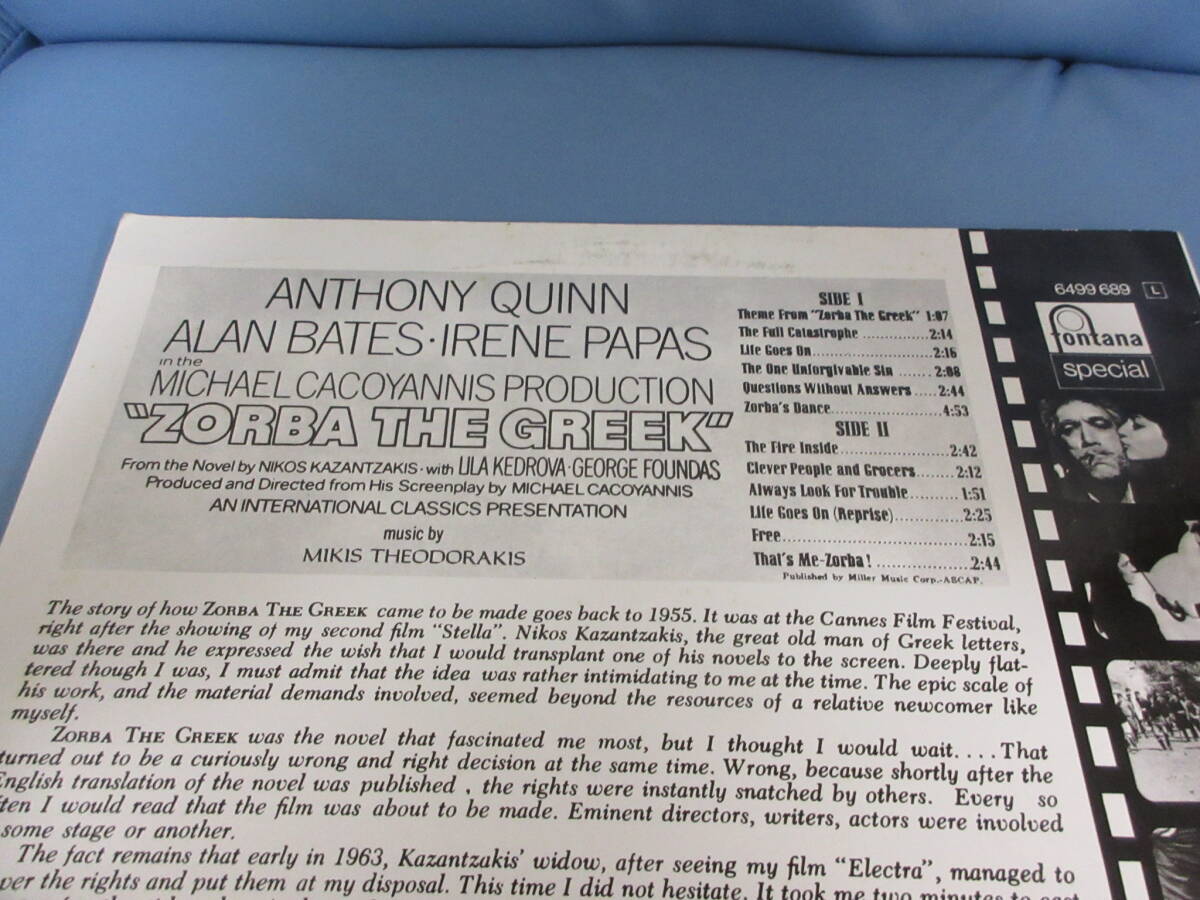 ANTHONY QUINN
ALAN BATES·IRENE PAPAS
in the
MICHAEL CACOYANNIS PRODUCTION
"ZORBA THE GREEK"
From the Novel by NIKOS KAZANTZAKIS · with LILA KEDROVA · GEORGE FOUNDAS
Produced and Directed from His Screenplay by MICHAEL CACOYANNIS
AN INTERNATIONAL CLASSICS PRESENTATION
music by
MIKIS THEODORAKIS
SIDE I
Theme From "Zorba The Greek" 1:07
The Full Catastrophe ..............2:14
Life Goes On........................2:16
The One Unforgivable Sin .......2:08
Questions Without Answers .....2:44
Zorba's Dance......................4:53
SIDE II
The Fire Inside.....................2:42
Clever People and Grocers........2:12
Always Look For Trouble..........1:51
Life Goes On (Reprise).............2:25
Free...................................2:15
That's Me-Zorba! ...................2:44
Published by Miller Music Corp.-ASCAP.
6499 689 L
fontana
special
The story of how ZORBA THE GREEK came to be made goes back to 1955. It was at the Cannes Film Festival,
right after the showing of my second film "Stella". Nikos Kazantzakis, the great old man of Greek letters,
was there and he expressed the wish that I would transplant one of his novels to the screen. Deeply flat-
tered though I was, I must admit that the idea was rather intimidating to me at the time. The epic scale of
his work, and the material demands involved, seemed beyond the resources of a relative newcomer like
myself.
ZORBA THE GREEK was the novel that fascinated me most, but I thought I would wait. . . . That
turned out to be a curiously wrong and right decision at the same time. Wrong, because shortly after the
English translation of the novel was published , the rights were instantly snatched by others. Every so
ten I would read that the film was about to be made. Eminent directors, writers, actors were involved
some stage or another.
The fact remains that early in 1963, Kazantzakis' widow, after seeing my film "Electra", managed to
ver the rights and put them at my disposal. This time I did not hesitate. It took me two minutes to cast